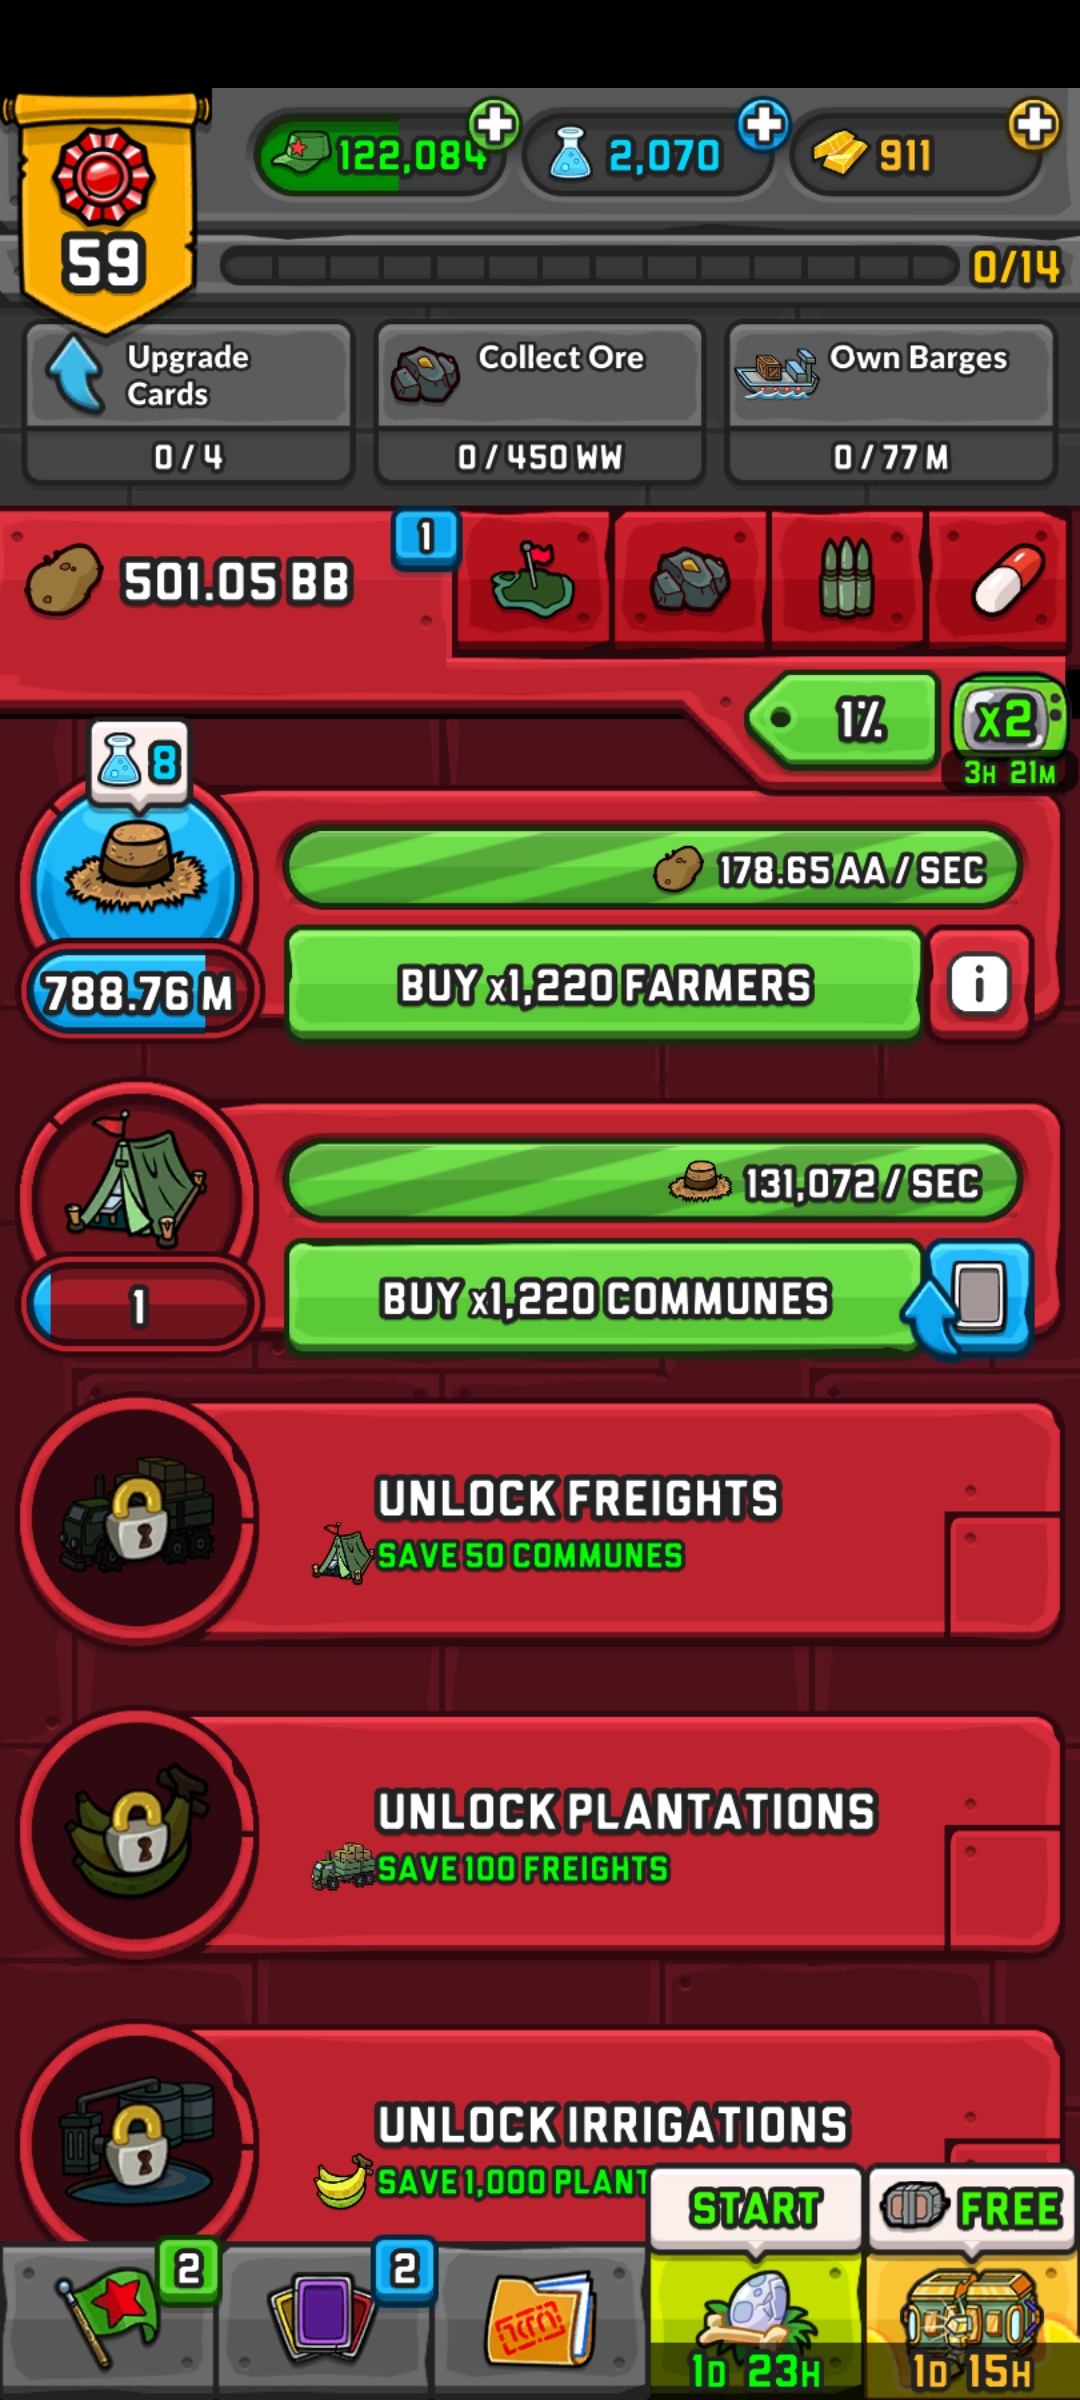 122,084
2,070
911
59
0/14
Upgrade
Cards
0 / 4
Collect Ore
0 / 450 WW
Own Barges
0 / 77 M
501.05 BB
1
1%
x2
3H 21M
8
178.65 AA / SEC
788.76 M
BUY x1,220 FARMERS
i
131,072 / SEC
1
BUY x1,220 COMMUNES
UNLOCK FREIGHTS
SAVE 50 COMMUNES
UNLOCK PLANTATIONS
SAVE 100 FREIGHTS
UNLOCK IRRIGATIONS
SAVE 1,000 PLANT
START
FREE
2
2
1D 23H
1D 15H